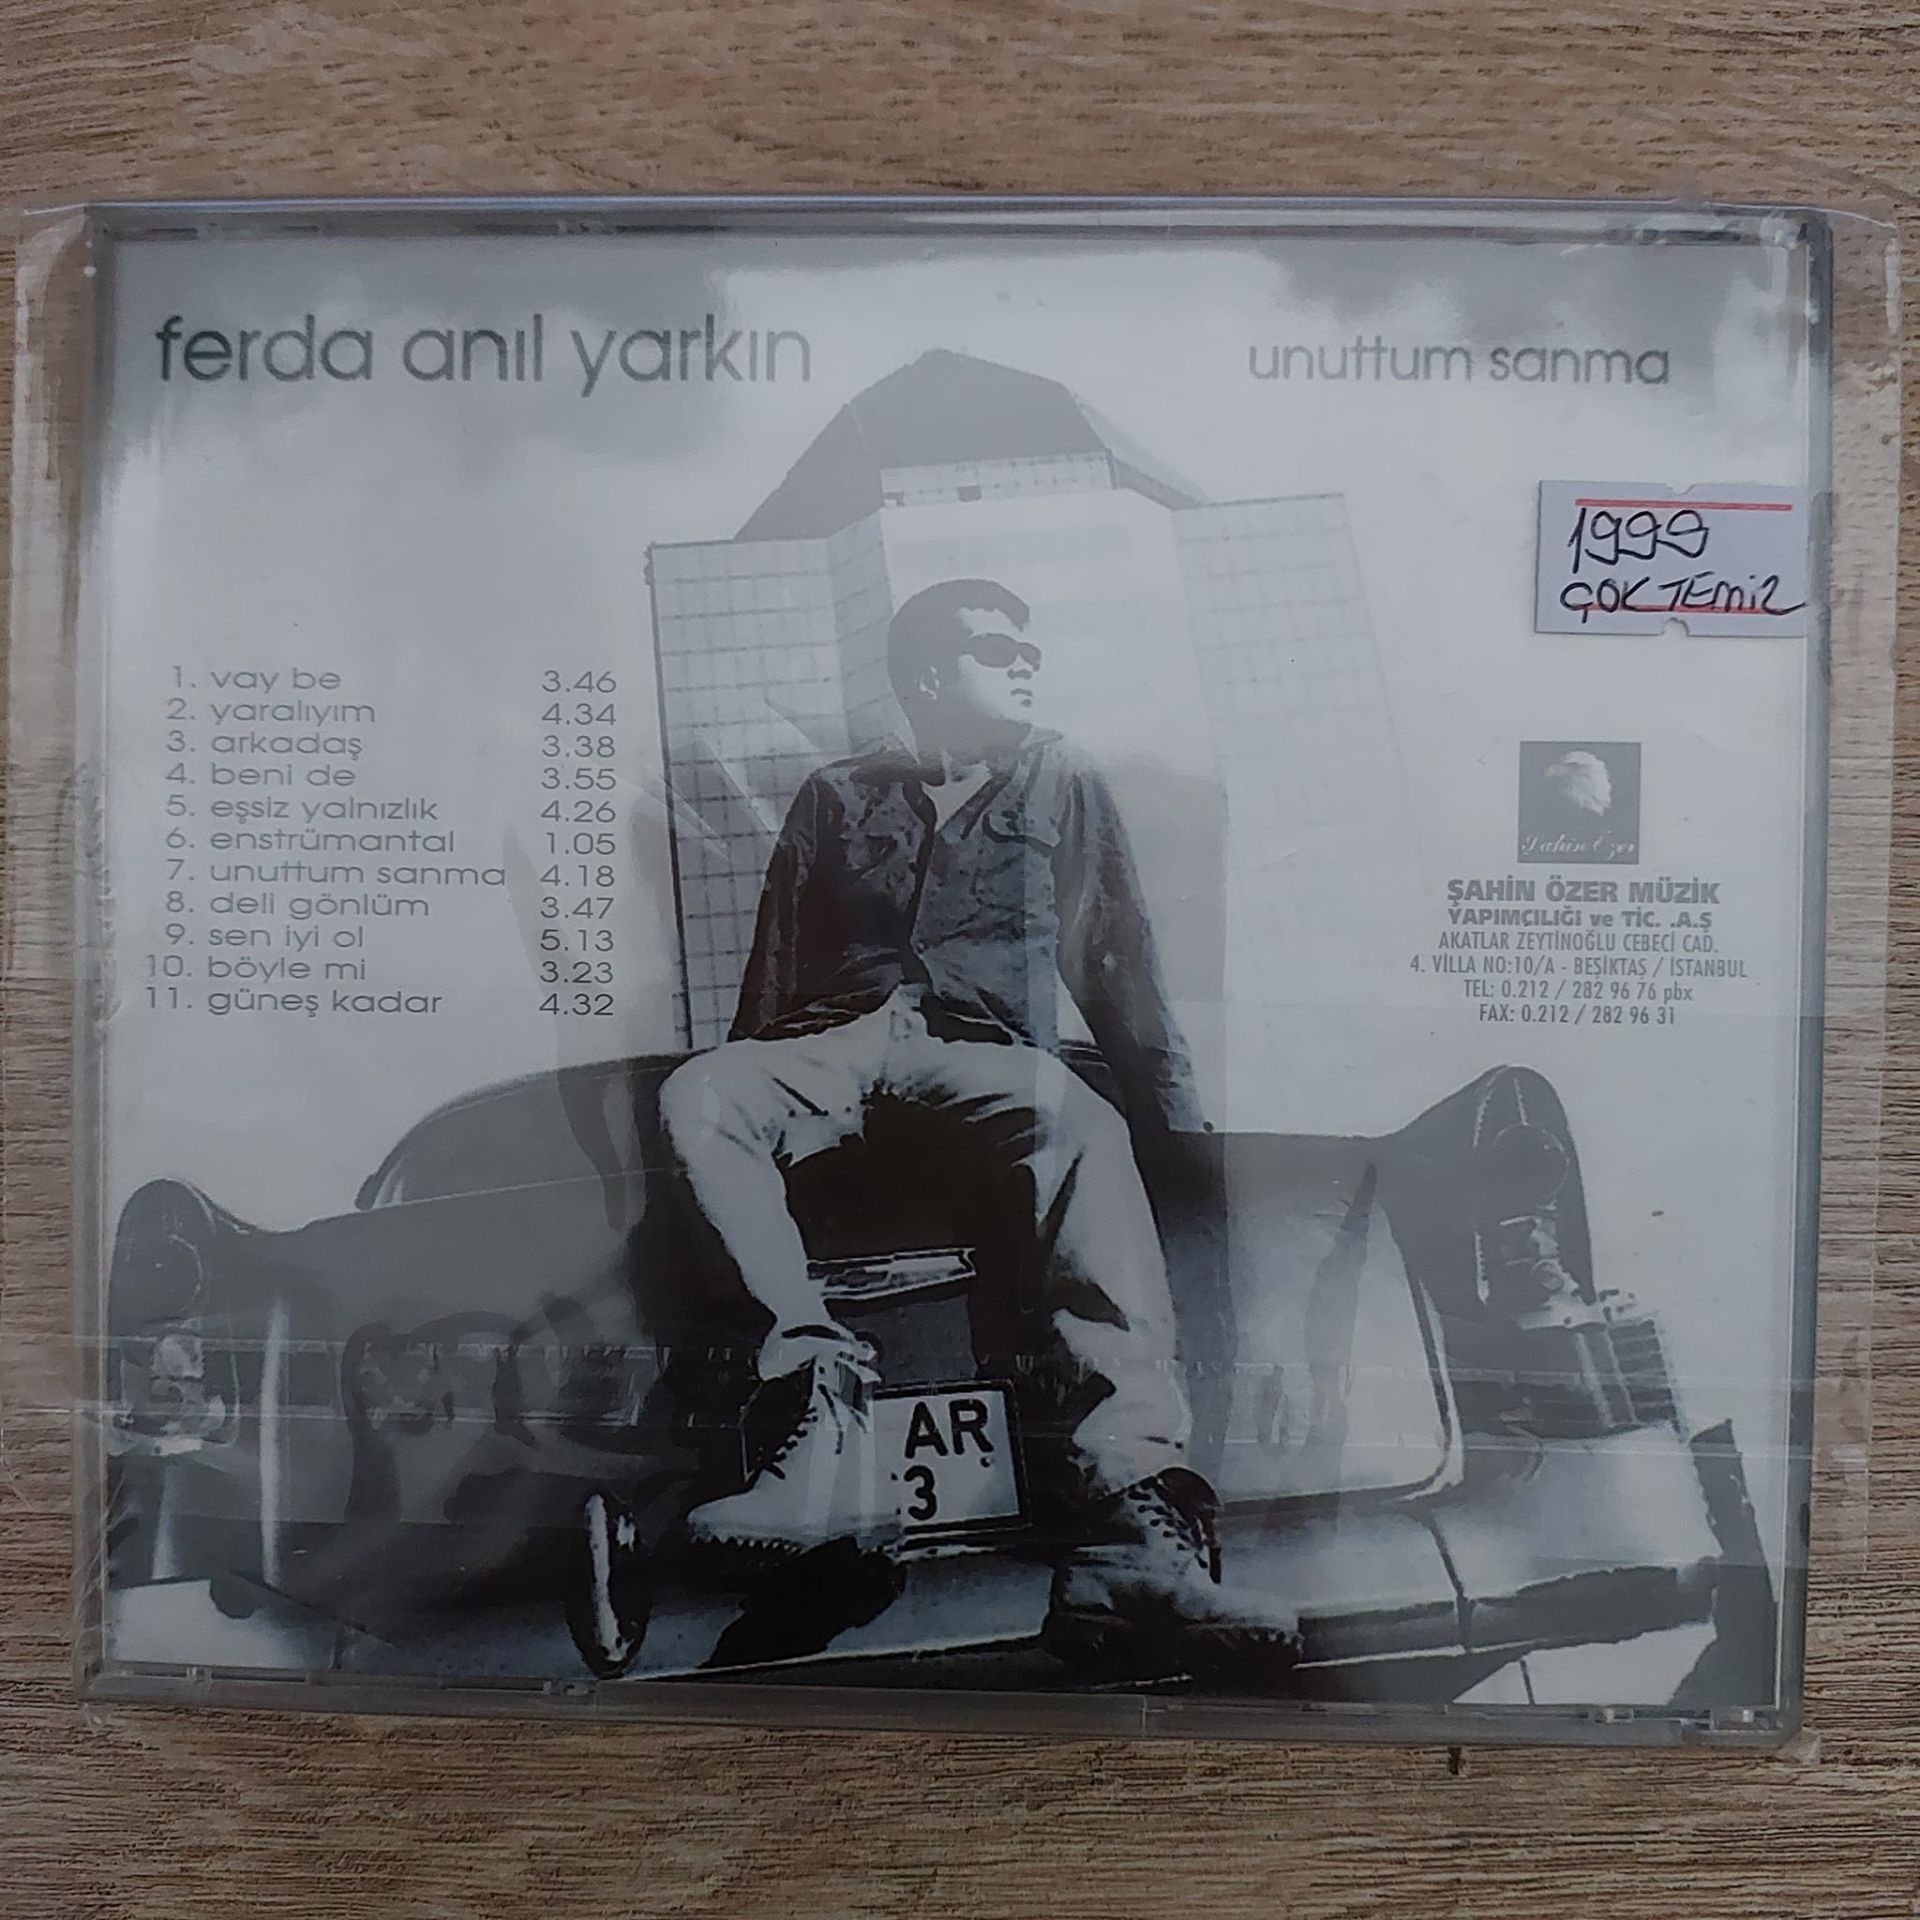 ferda anıl yarkın
unuttum sanma
1999
ÇOK TEMİZ
1. vay be 3.46
2. yaralıyım 4.34
3. arkadaş 3.38
4. beni de 3.55
5. eşsiz yalnızlık 4.26
6. enstrümantal 1.05
7. unuttum sanma 4.18
8. deli gönlüm 3.47
9. sen iyi ol 5.13
10. böyle mi 3.23
11. güneş kadar 4.32
Şahin Özer
ŞAHİN ÖZER MÜZİK
YAPIMCILIĞI ve TİC. .A.Ş
AKATLAR ZEYTİNOĞLU CEBECİ CAD.
4. VİLLA NO:10/A - BEŞİKTAŞ / İSTANBUL
TEL: 0.212 / 282 96 76 pbx
FAX: 0.212 / 282 96 31
AR
3